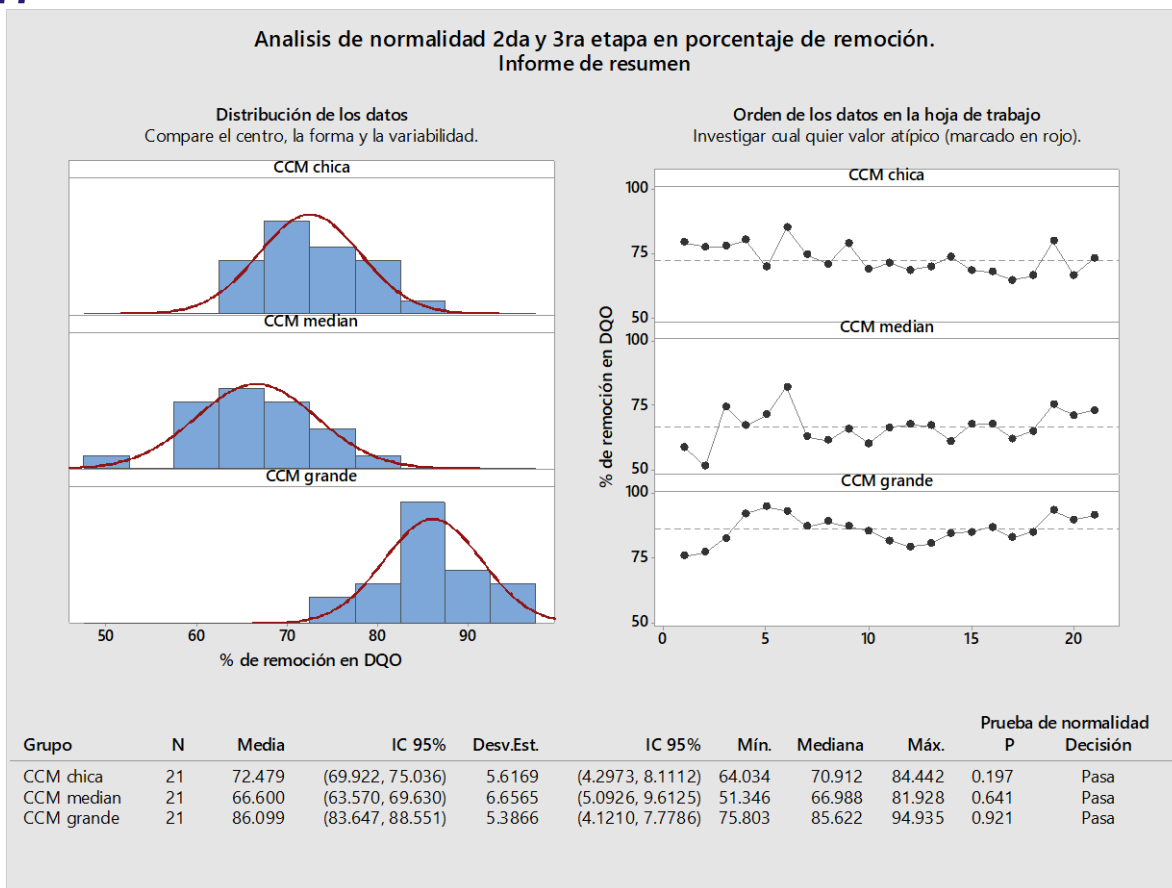 Analisis de normalidad 2da y 3ra etapa en porcentaje de remoción.
Informe de resumen
Distribución de los datos
Compare el centro, la forma y la variabilidad.
CCM chica
CCM median
CCM grande
50 60 70 80 90
% de remoción en DQO
Orden de los datos en la hoja de trabajo
Investigar cual quier valor atípico (marcado en rojo).
CCM chica
100
75
50
CCM median
100
75
50
CCM grande
100
75
50
0 5 10 15 20
% de remoción en DQO
Prueba de normalidad
Grupo N Media IC 95% Desv.Est. IC 95% Mín. Mediana Máx. P Decisión
CCM chica 21 72.479 (69.922, 75.036) 5.6169 (4.2973, 8.1112) 64.034 70.912 84.442 0.197 Pasa
CCM median 21 66.600 (63.570, 69.630) 6.6565 (5.0926, 9.6125) 51.346 66.988 81.928 0.641 Pasa
CCM grande 21 86.099 (83.647, 88.551) 5.3866 (4.1210, 7.7786) 75.803 85.622 94.935 0.921 Pasa